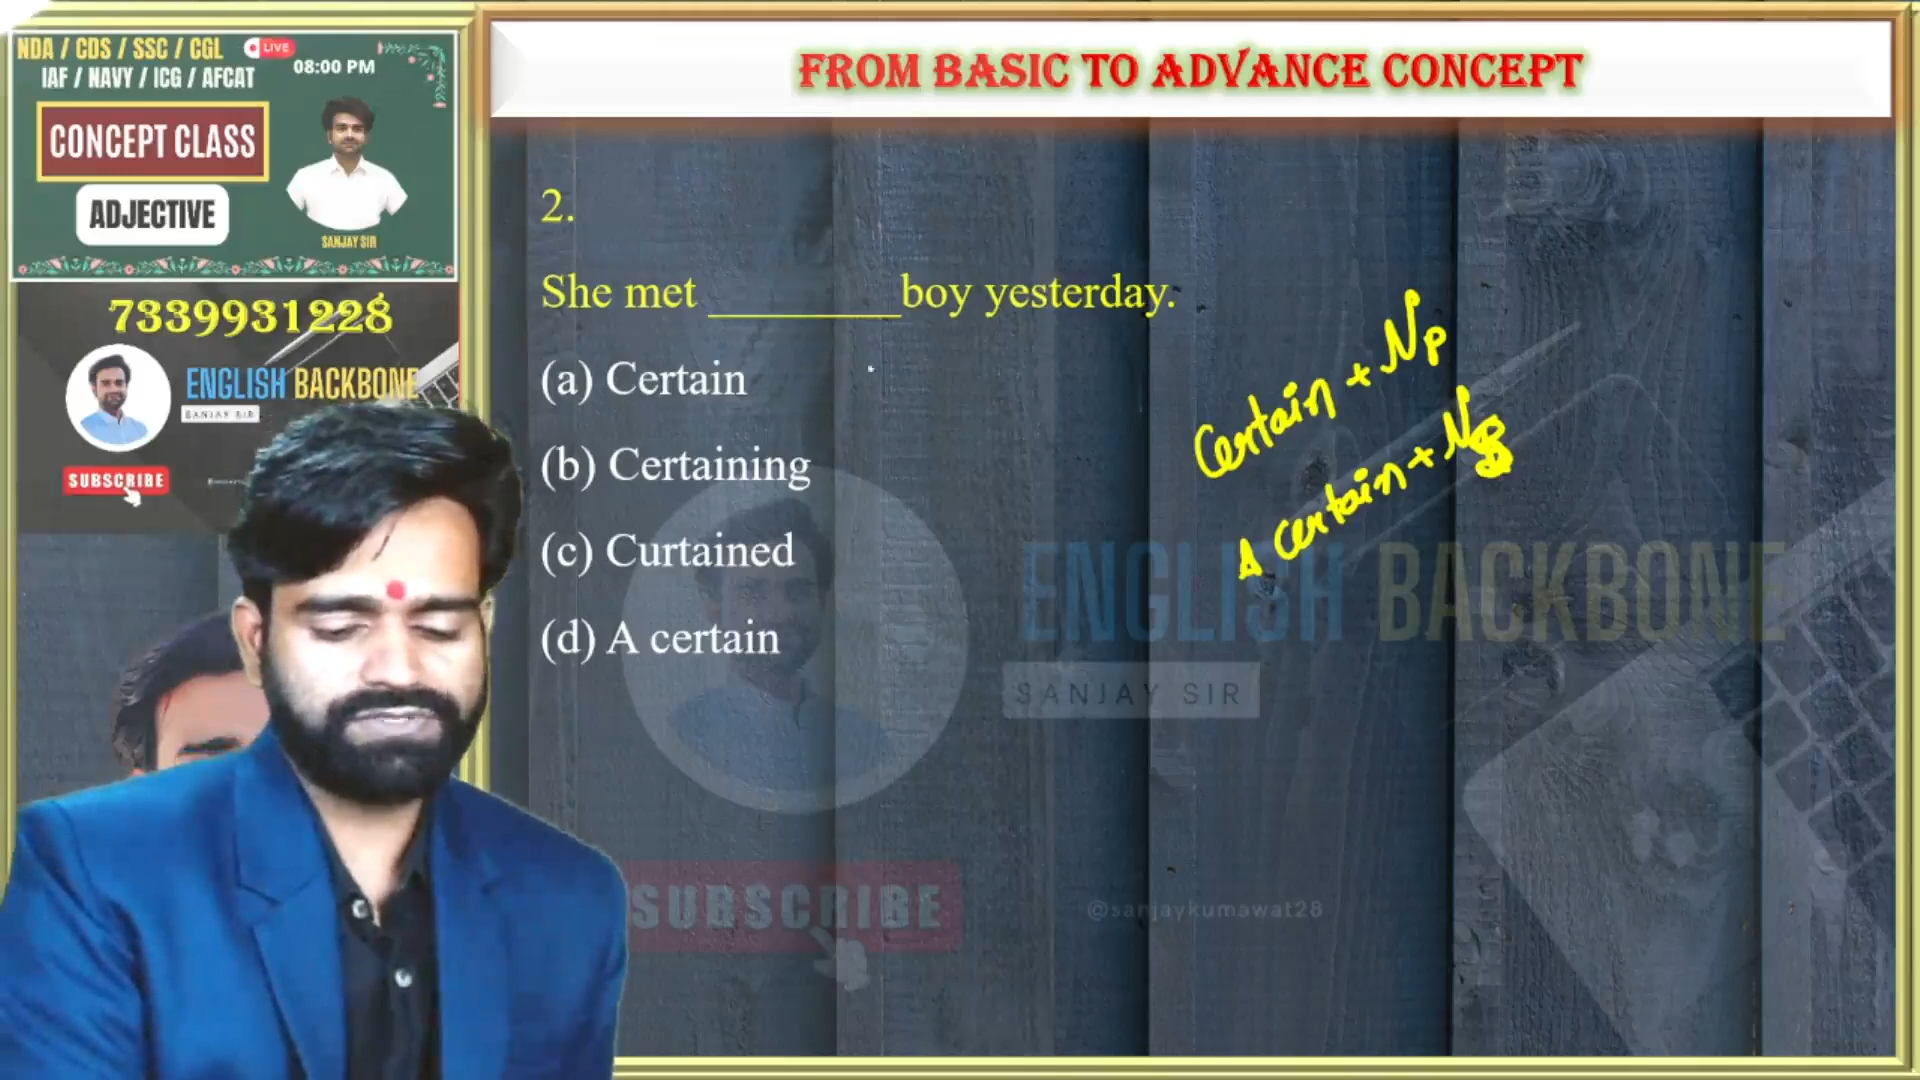 NDA / CDS / SSC / CGL
LIVE
IAF / NAVY / ICG / AFCAT
08:00 PM
CONCEPT CLASS
ADJECTIVE
SANJAY SIR
7339931228
ENGLISH BACKBONE
SANJAY SIR
SUBSCRIBE
FROM BASIC TO ADVANCE CONCEPT
2.
She met ________boy yesterday.
(a) Certain
(b) Certaining
(c) Curtained
(d) A certain
Certain + NP
A certain + NS
ENGLISH BACKBONE
SANJAY SIR
SUBSCRIBE
@sanjaykumawat28